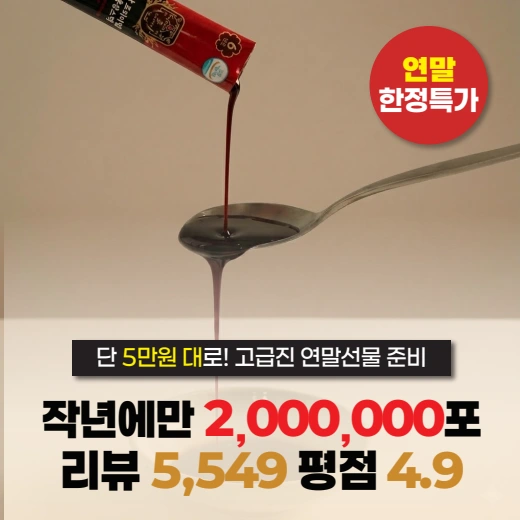 연말
한정특가
단 5만원 대로! 고급진 연말선물 준비
작년에만 2,000,000포
리뷰 5,549 평점 4.9